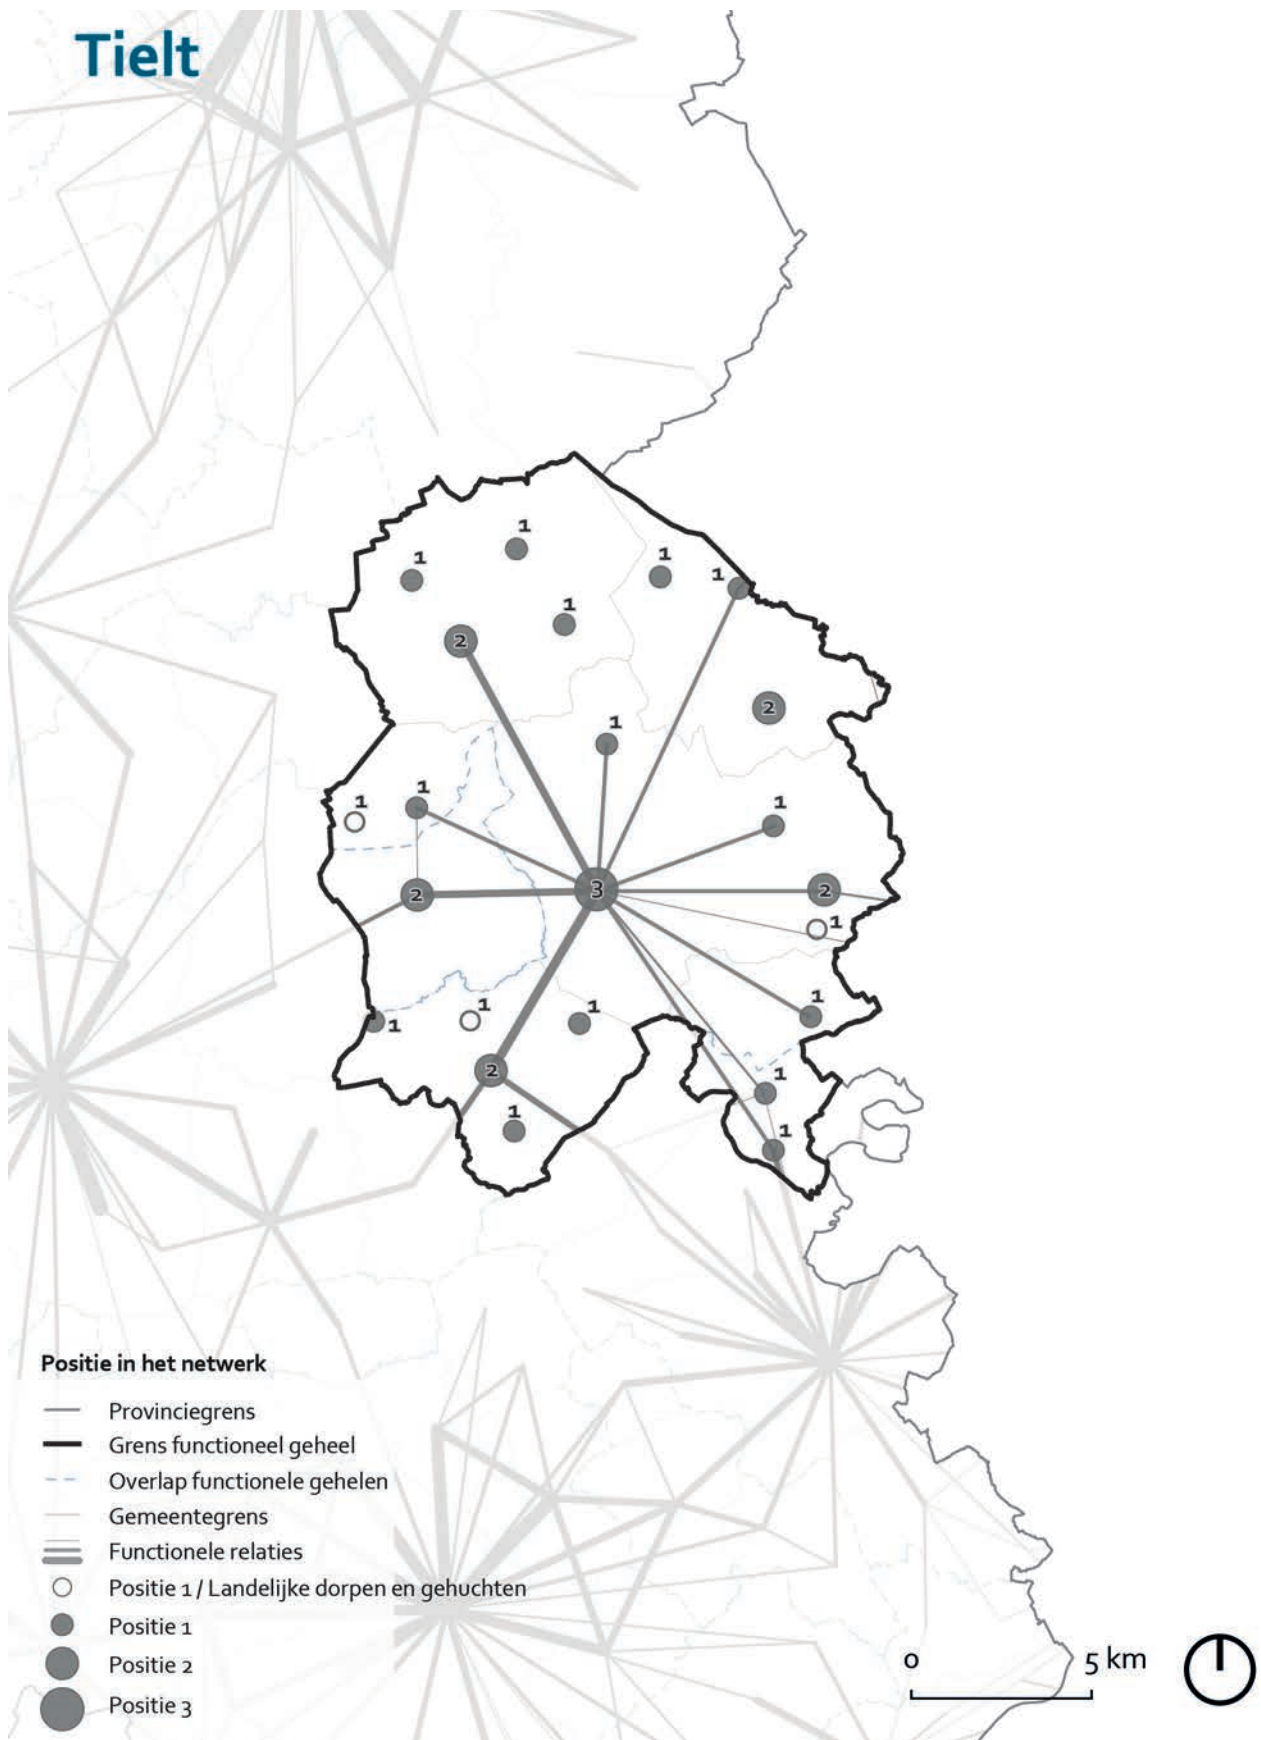 Tielt
1
1
1
1
1
2
2
1
1
1
1
2
3
2
1
1
1
1
1
2
1
1
1
Positie in het netwerk
Provinciegrens
Grens functioneel geheel
Overlap functionele gehelen
Gemeentegrens
Functionele relaties
Positie 1 / Landelijke dorpen en gehuchten
Positie 1
Positie 2
Positie 3
0 5 km